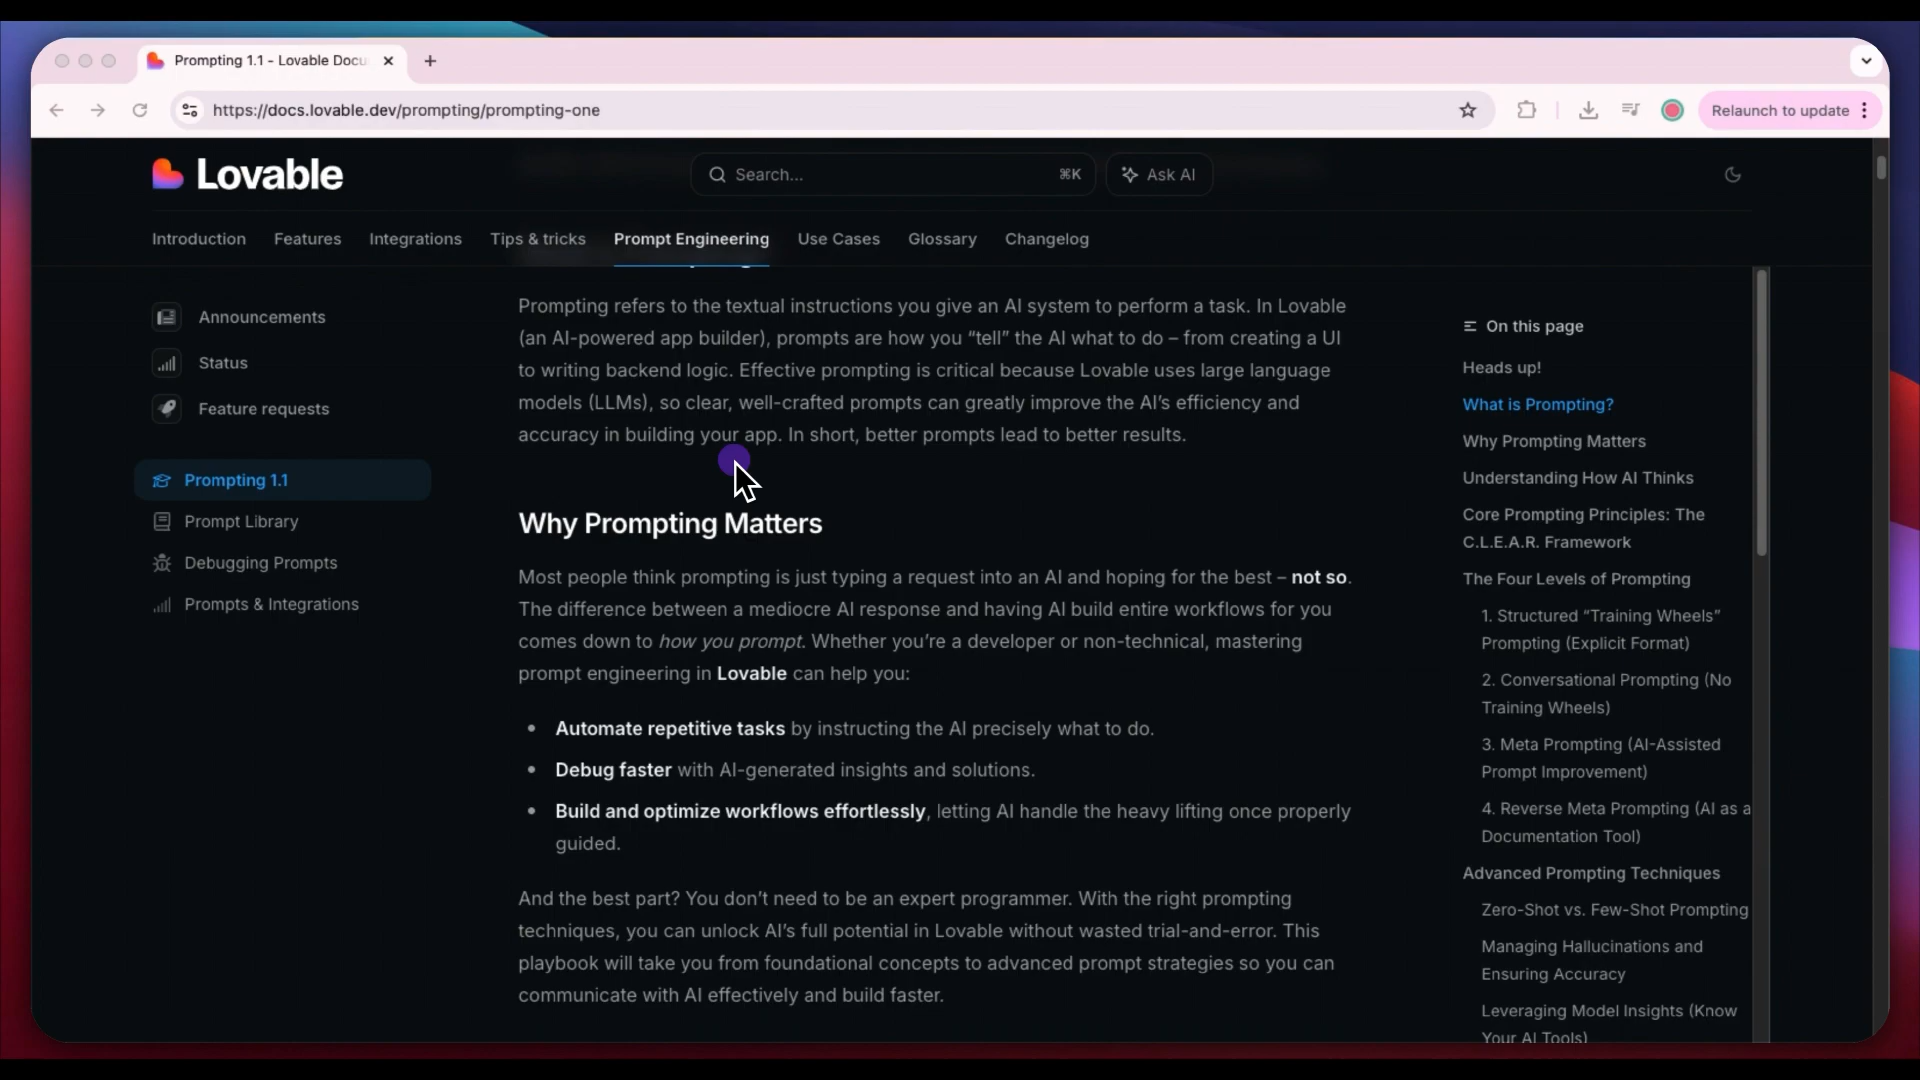 Prompting 1.1 - Lovable Docu
https://docs.lovable.dev/prompting/prompting-one
Relaunch to update
Lovable
Search...
⌘K
Ask AI
Introduction
Features
Integrations
Tips & tricks
Prompt Engineering
Use Cases
Glossary
Changelog
Announcements
Status
Feature requests
Prompting 1.1
Prompt Library
Debugging Prompts
Prompts & Integrations
Prompting refers to the textual instructions you give an AI system to perform a task. In Lovable
(an AI-powered app builder), prompts are how you “tell” the AI what to do – from creating a UI
to writing backend logic. Effective prompting is critical because Lovable uses large language
models (LLMs), so clear, well-crafted prompts can greatly improve the AI’s efficiency and
accuracy in building your app. In short, better prompts lead to better results.
Why Prompting Matters
Most people think prompting is just typing a request into an AI and hoping for the best – not so.
The difference between a mediocre AI response and having AI build entire workflows for you
comes down to how you prompt. Whether you’re a developer or non-technical, mastering
prompt engineering in Lovable can help you:
• Automate repetitive tasks by instructing the AI precisely what to do.
• Debug faster with AI-generated insights and solutions.
• Build and optimize workflows effortlessly, letting AI handle the heavy lifting once properly
guided.
And the best part? You don’t need to be an expert programmer. With the right prompting
techniques, you can unlock AI’s full potential in Lovable without wasted trial-and-error. This
playbook will take you from foundational concepts to advanced prompt strategies so you can
communicate with AI effectively and build faster.
On this page
Heads up!
What is Prompting?
Why Prompting Matters
Understanding How AI Thinks
Core Prompting Principles: The
C.L.E.A.R. Framework
The Four Levels of Prompting
1. Structured “Training Wheels”
Prompting (Explicit Format)
2. Conversational Prompting (No
Training Wheels)
3. Meta Prompting (AI-Assisted
Prompt Improvement)
4. Reverse Meta Prompting (AI as a
Documentation Tool)
Advanced Prompting Techniques
Zero-Shot vs. Few-Shot Prompting
Managing Hallucinations and
Ensuring Accuracy
Leveraging Model Insights (Know
Your AI Tools)